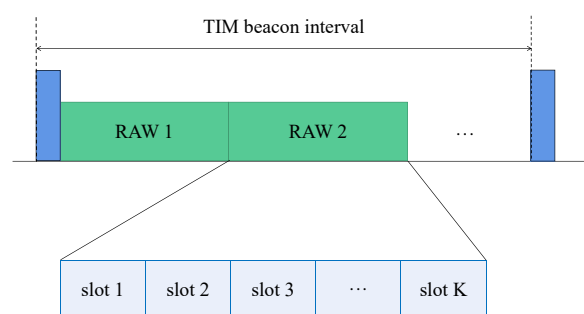 TIM beacon interval
RAW 1 RAW 2 ...
slot 1 slot 2 slot 3 ... slot K